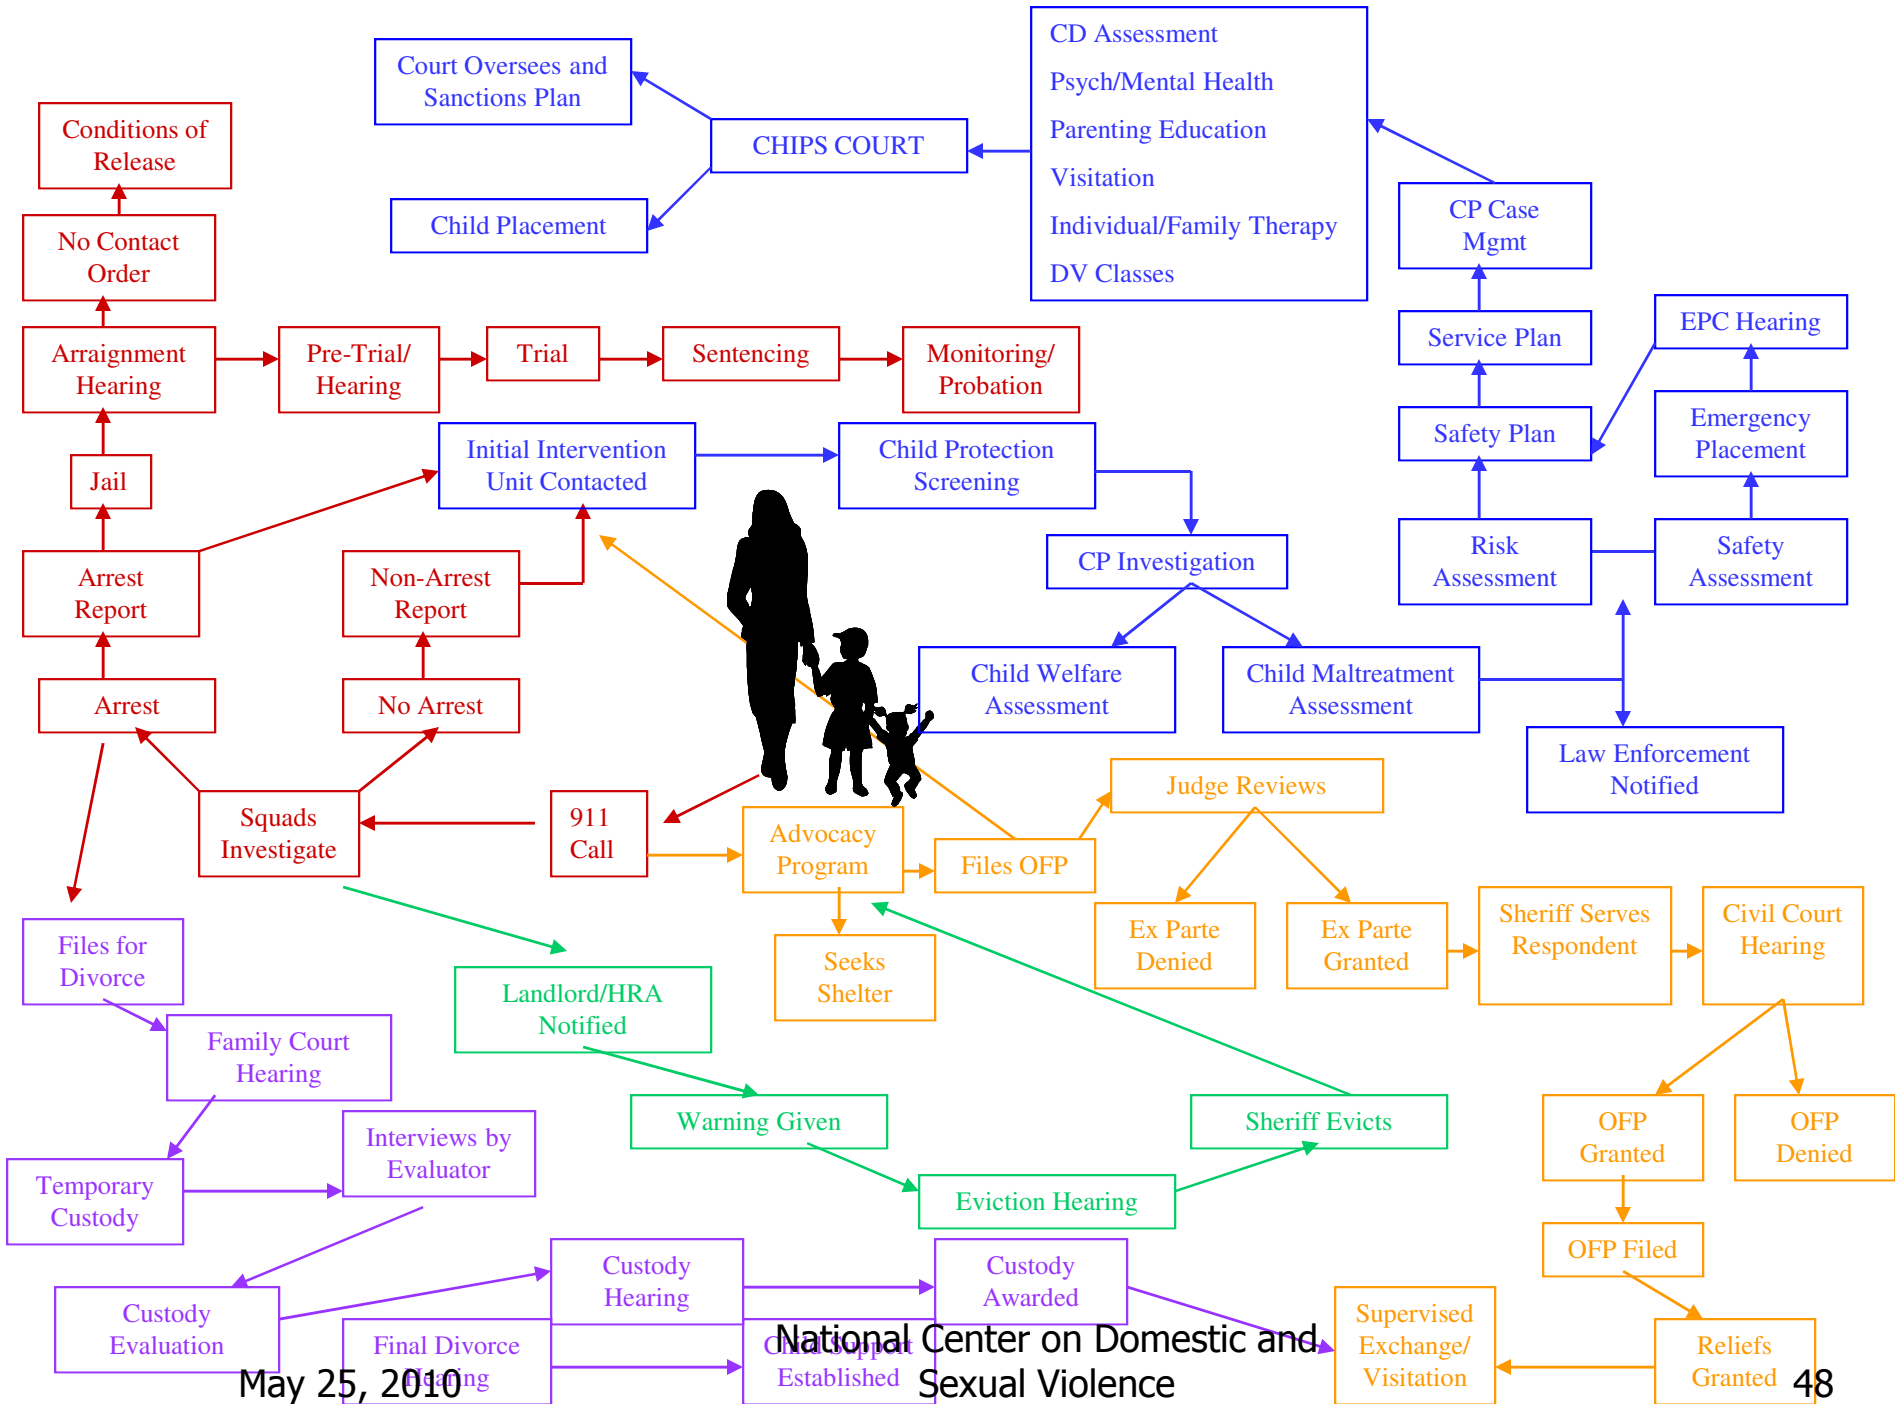 CD Assessment
Psych/Mental Health
Parenting Education
Visitation
Individual/Family Therapy
DV Classes
Court Oversees and
Sanctions Plan
CHIPS COURT
Child Placement
Conditions of
Release
No Contact
Order
Arraignment
Hearing
Pre-Trial/
Hearing
Trial
Sentencing
Monitoring/
Probation
CP Case
Mgmt
Service Plan
EPC Hearing
Safety Plan
Emergency
Placement
Jail
Initial Intervention
Unit Contacted
Child Protection
Screening
Risk
Assessment
Safety
Assessment
Arrest
Report
Non-Arrest
Report
CP Investigation
Child Welfare
Assessment
Child Maltreatment
Assessment
Arrest
No Arrest
Law Enforcement
Notified
Squads
Investigate
911
Call
Advocacy
Program
Files OFP
Judge Reviews
Ex Parte
Denied
Ex Parte
Granted
Sheriff Serves
Respondent
Civil Court
Hearing
Files for
Divorce
Seeks
Shelter
Landlord/HRA
Notified
Family Court
Hearing
Warning Given
Sheriff Evicts
OFP
Granted
OFP
Denied
Interviews by
Evaluator
Temporary
Custody
Eviction Hearing
OFP Filed
Custody
Hearing
Custody
Awarded
Custody
Evaluation
Final Divorce
Hearing
Child Support
Established
Supervised
Exchange/
Visitation
Reliefs
Granted
May 25, 2010
National Center on Domestic and
Sexual Violence
48